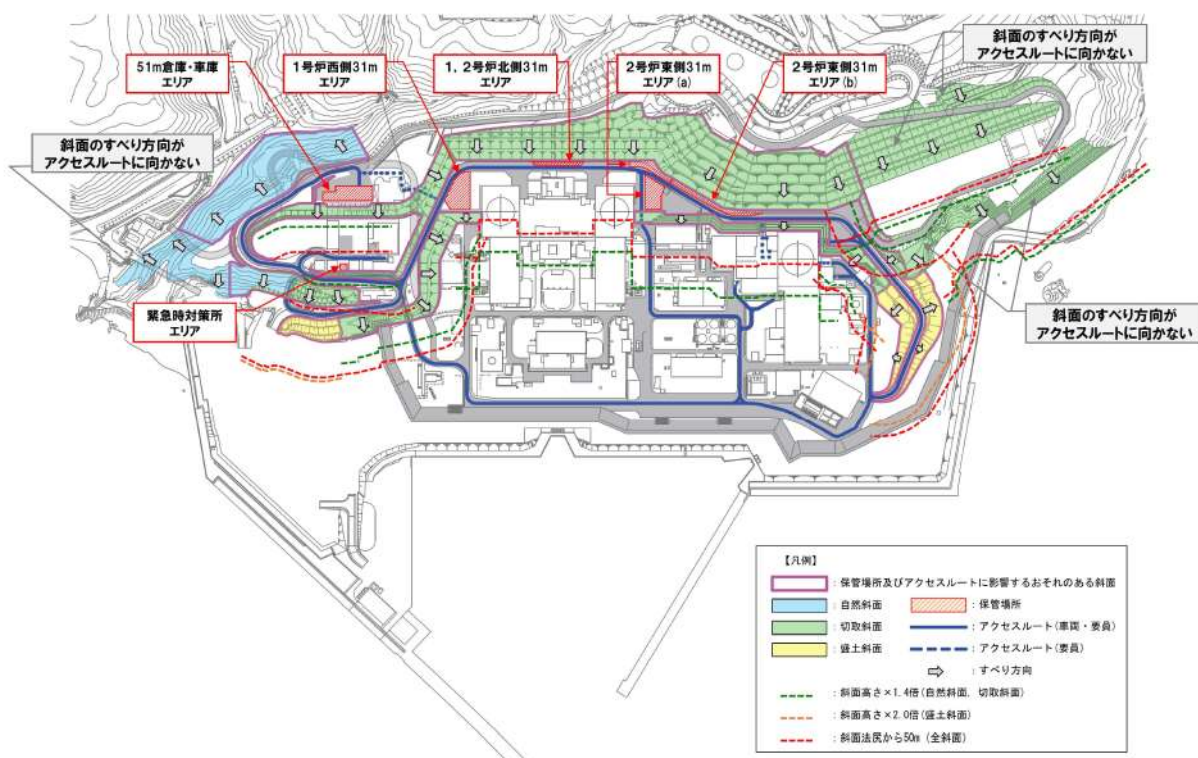 斜面のすべり方向が
アクセスルートに向かない
51m倉庫・車庫
エリア
1号炉西側31m
エリア
1，2号炉北側31m
エリア
2号炉東側31m
エリア(a)
2号炉東側31m
エリア(b)
斜面のすべり方向が
アクセスルートに向かない
緊急時対策所
エリア
斜面のすべり方向が
アクセスルートに向かない
【凡例】
：保管場所及びアクセスルートに影響するおそれのある斜面
：自然斜面
：保管場所
：切取斜面
：アクセスルート(車両・要員)
：盛土斜面
：アクセスルート(要員)
：すべり方向
：斜面高さ×1.4倍(自然斜面，切取斜面)
：斜面高さ×2.0倍(盛土斜面)
：斜面法尻から50m (全斜面)